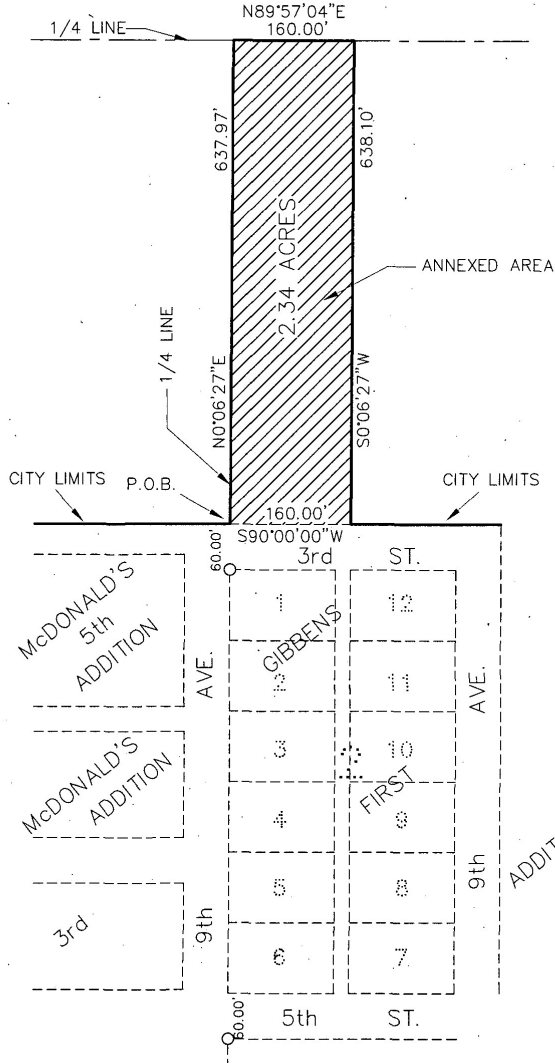 N89°57'04"E
1/4 LINE
160.00'
637.97'
638.10'
2.34 ACRES
ANNEXED AREA
1/4 LINE
N0°06'27"E
S0°06'27"W
CITY LIMITS
P.O.B.
CITY LIMITS
160.00'
S90°00'00"W
60.00'
3rd ST.
McDONALD'S
5th
ADDITION
AVE.
1
12
GIBBENS
2
11
AVE.
3
10
1
McDONALD'S
ADDITION
FIRST
4
9
ADDIT
5
8
9th
3rd
9th
6
7
60.00'
5th ST.